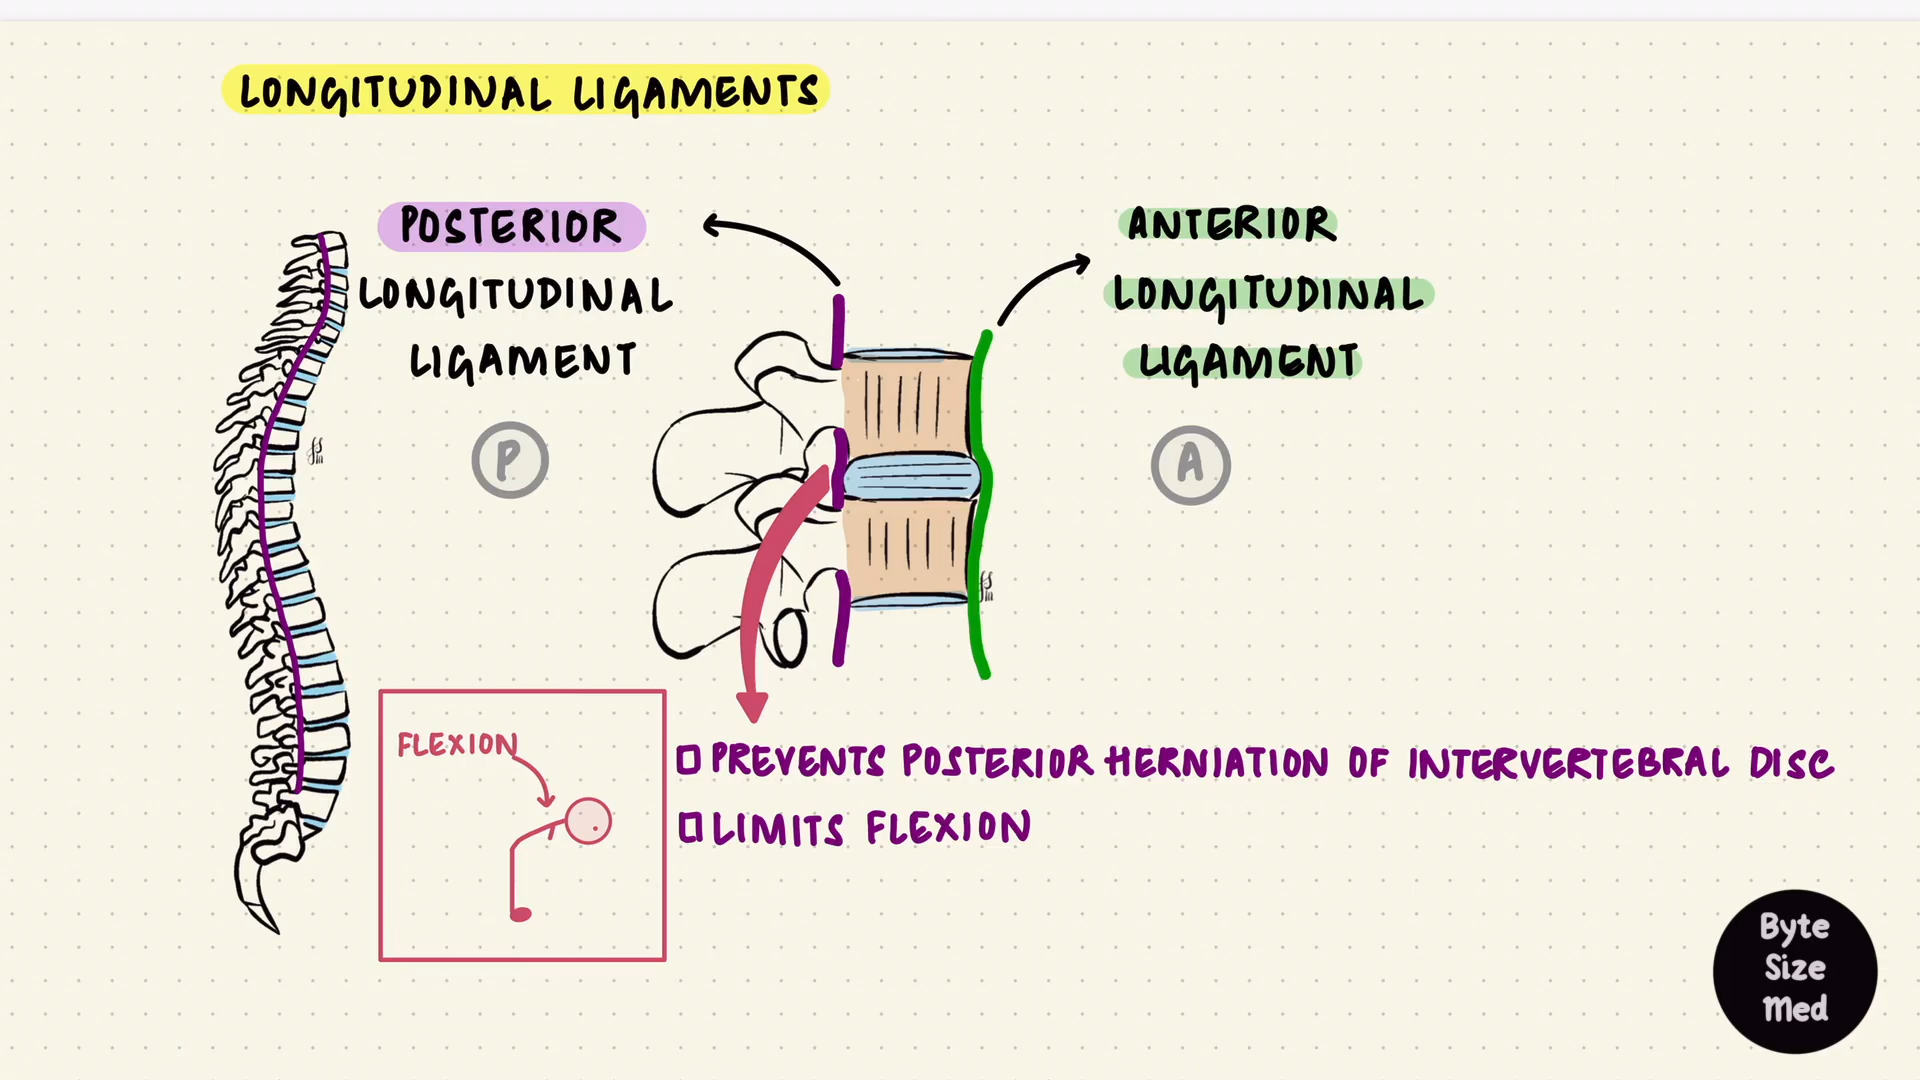 LONGITUDINAL LIGAMENTS
POSTERIOR
LONGITUDINAL
LIGAMENT
P
ANTERIOR
LONGITUDINAL
LIGAMENT
A
FLEXION
PREVENTS POSTERIOR HERNIATION OF INTERVERTEBRAL DISC
LIMITS FLEXION
Byte
Size
Med